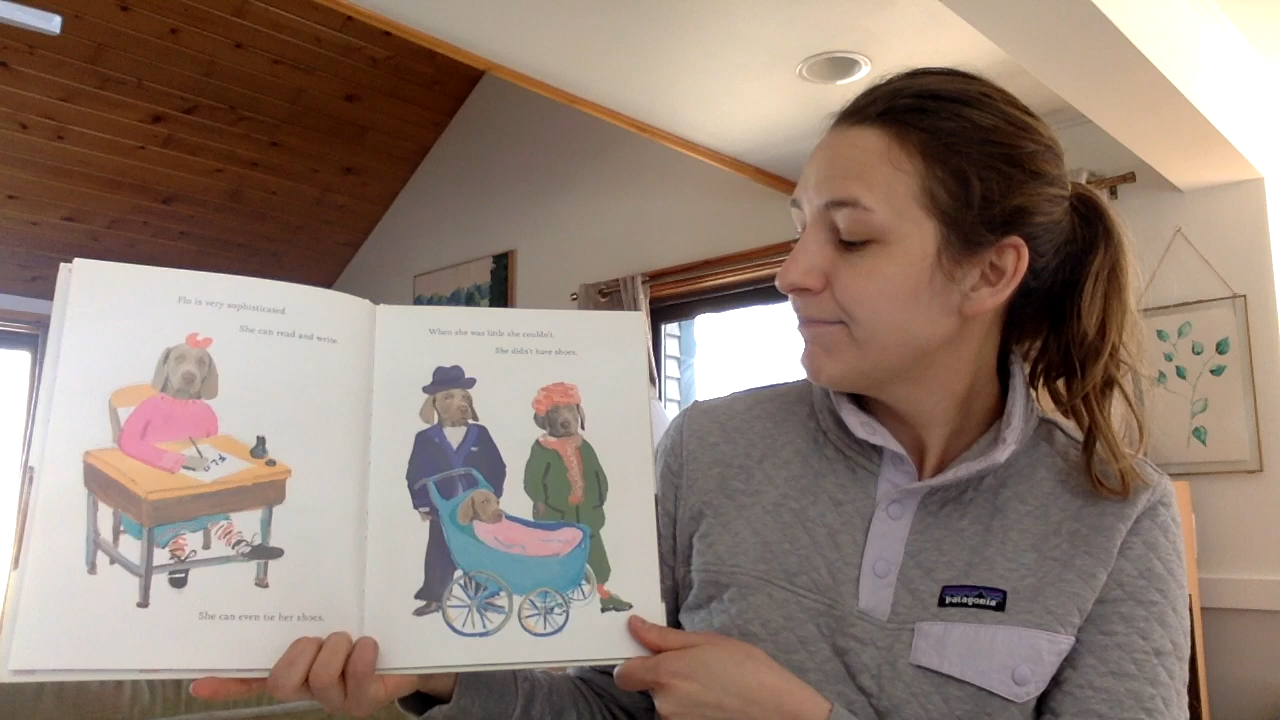 Flo is very sophisticated.
She can read and write.
FLO
She can even tie her shoes.
When she was little she couldn't.
She didn't have shoes.
patagonia